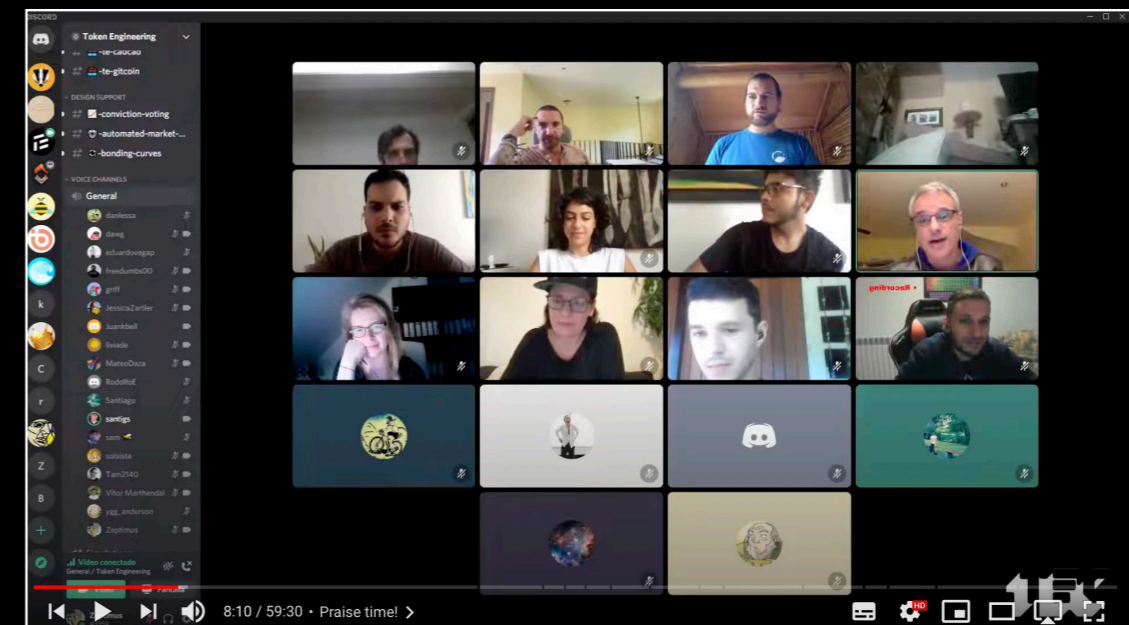 DISCORD
Token Engineering
-te-cadcad
-te-gitcoin
DESIGN SUPPORT
-conviction-voting
-automated-market-...
-bonding-curves
VOICE CHANNELS
General
danlessa
dawg
eduardovegap
freedumbs00
griff
JessicaZartler
Juankbell
liviade
MateoDaza
RodolfoE
Santiago
santigs
sem
solsista
Tam2140
Vitor Marthendal
ygg_anderson
Zeptimus
k
C
r
Z
B
Recording
Video conectado
General / Token Engineering
8:10 / 59:30 • Praise time!
HD